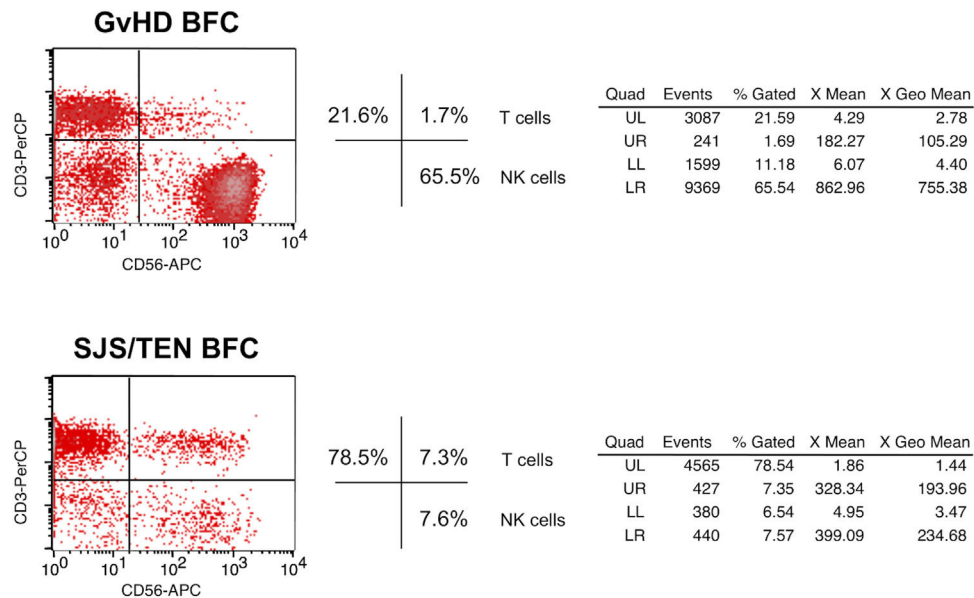 GvHD BFC
CD3-PerCP
10^0 10^1 10^2 10^3 10^4
CD56-APC
21.6% 1.7% T cells
65.5% NK cells
Quad Events % Gated X Mean X Geo Mean
UL 3087 21.59 4.29 2.78
UR 241 1.69 182.27 105.29
LL 1599 11.18 6.07 4.40
LR 9369 65.54 862.96 755.38
SJS/TEN BFC
CD3-PerCP
10^0 10^1 10^2 10^3 10^4
CD56-APC
78.5% 7.3% T cells
7.6% NK cells
Quad Events % Gated X Mean X Geo Mean
UL 4565 78.54 1.86 1.44
UR 427 7.35 328.34 193.96
LL 380 6.54 4.95 3.47
LR 440 7.57 399.09 234.68